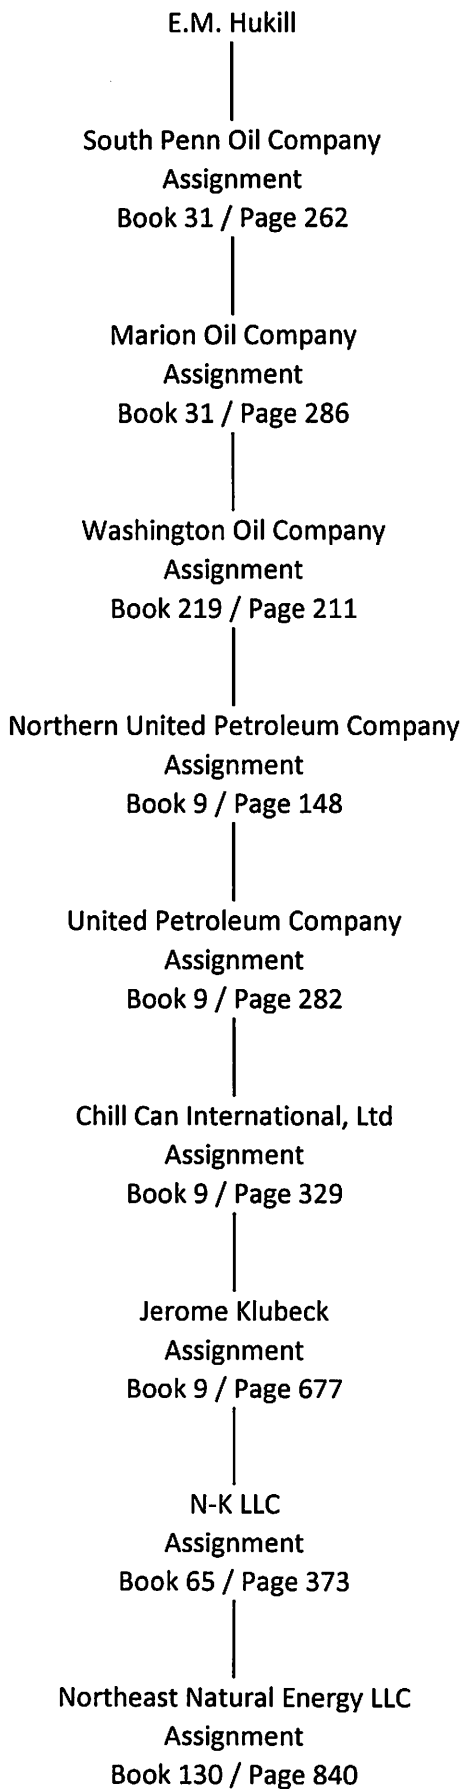 E.M. Hukill
South Penn Oil Company
Assignment
Book 31 / Page 262
Marion Oil Company
Assignment
Book 31 / Page 286
Washington Oil Company
Assignment
Book 219 / Page 211
Northern United Petroleum Company
Assignment
Book 9 / Page 148
United Petroleum Company
Assignment
Book 9 / Page 282
Chill Can International, Ltd
Assignment
Book 9 / Page 329
Jerome Klubeck
Assignment
Book 9 / Page 677
N-K LLC
Assignment
Book 65 / Page 373
Northeast Natural Energy LLC
Assignment
Book 130 / Page 840